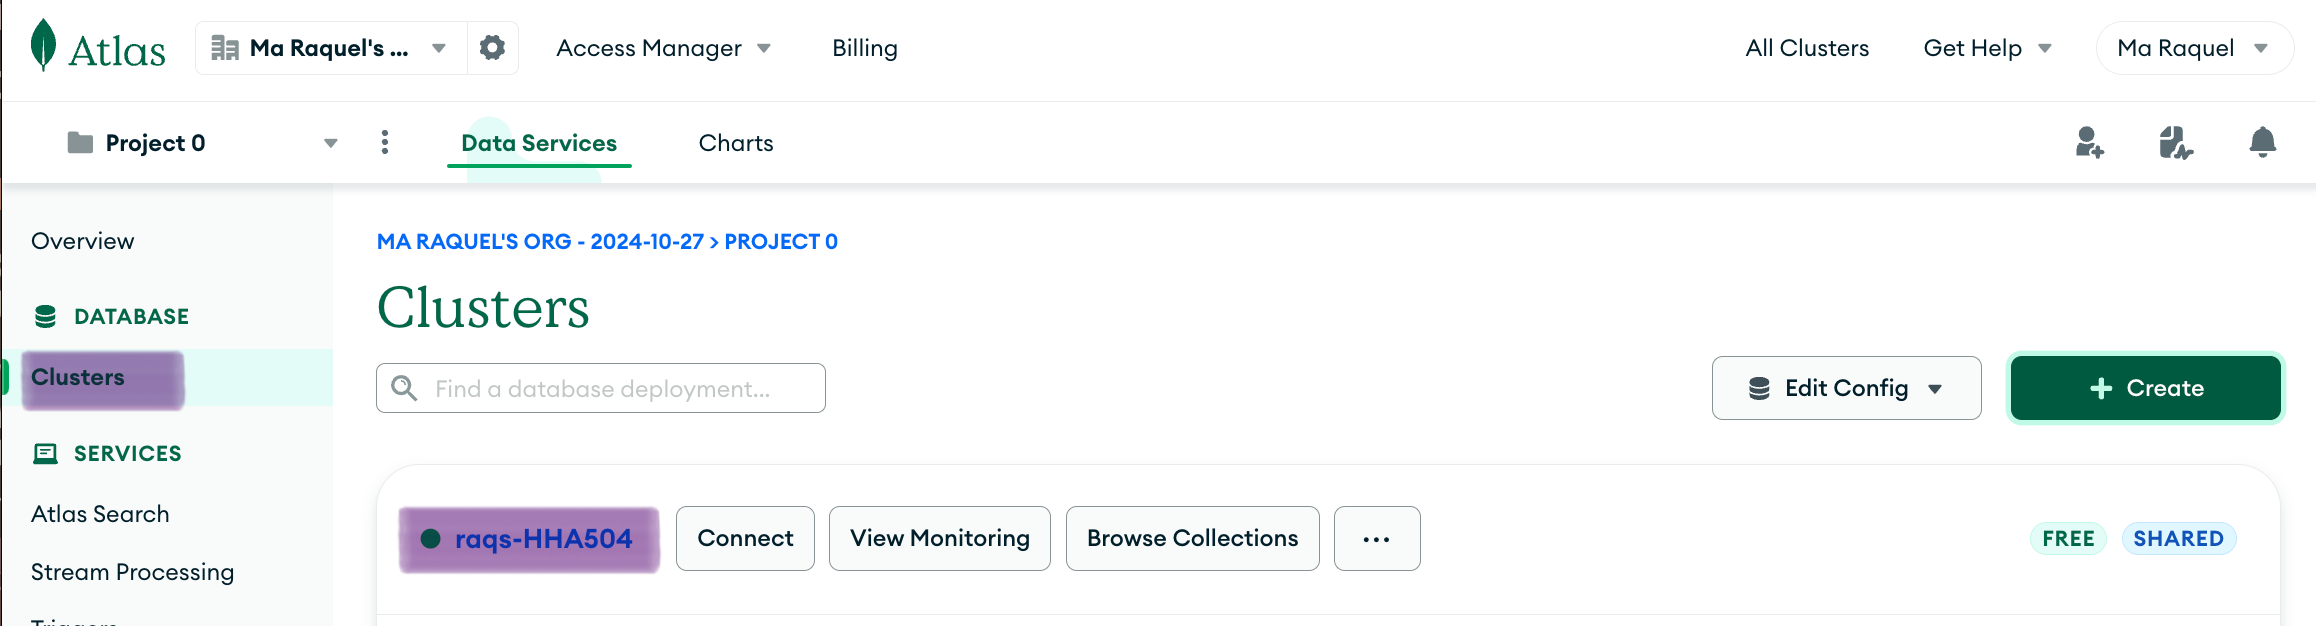 Atlas
Ma Raquel's ...
Access Manager
Billing
All Clusters
Get Help
Ma Raquel
Project 0
Data Services
Charts
Overview
DATABASE
Clusters
SERVICES
Atlas Search
Stream Processing
Triggers
MA RAQUEL'S ORG - 2024-10-27 > PROJECT 0
Clusters
Find a database deployment...
Edit Config
+ Create
raqs-HHA504
Connect
View Monitoring
Browse Collections
...
FREE
SHARED